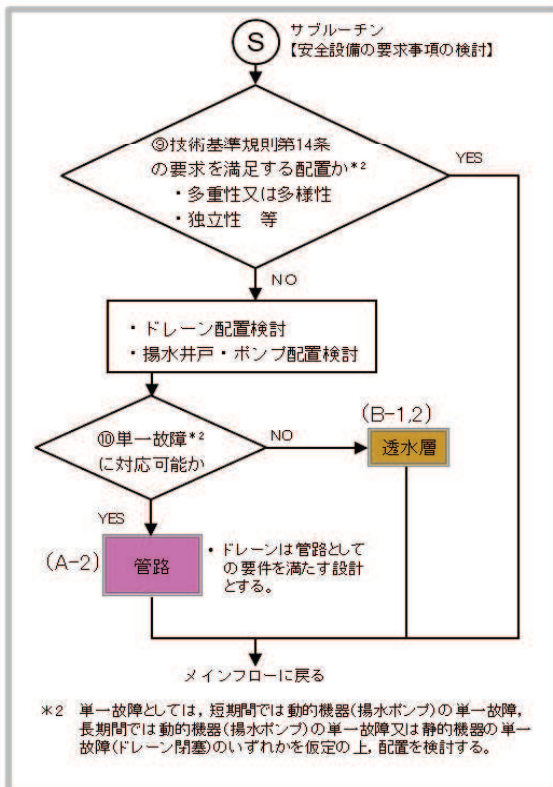 S
サブルーチン
【安全設備の要求事項の検討】
⑨技術基準規則第14条
の要求を満足する配置か*2
・多重性又は多様性
・独立性 等
YES
NO
・ドレーン配置検討
・揚水井戸・ポンプ配置検討
⑩単一故障*2
に対応可能か
NO
(B-1,2)
透水層
YES
(A-2)
管路
・ドレーンは管路として
の要件を満たす設計
とする。
メインフローに戻る
*2 単一故障としては，短期間では動的機器(揚水ポンプ)の単一故障，
長期間では動的機器(揚水ポンプ)の単一故障又は静的機器の単一
故障(ドレーン閉塞)のいずれかを仮定の上，配置を検討する。